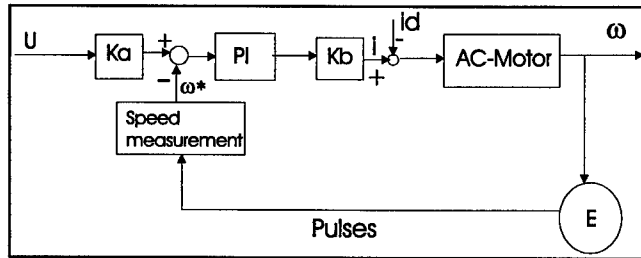 U
Ka
+
−
ω*
PI
Kb
i
+
id
-
AC-Motor
ω
Speed
measurement
Pulses
E